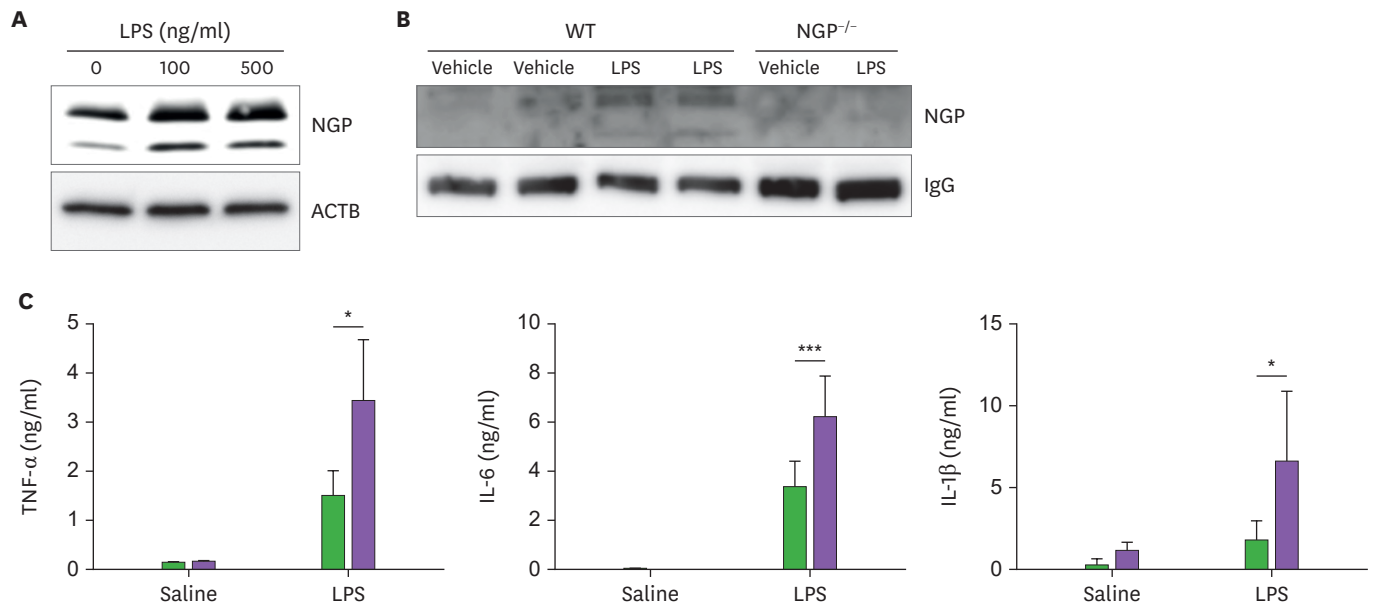 A
LPS (ng/ml)
0 100 500
NGP
ACTB
B
WT NGP⁻/⁻
Vehicle Vehicle LPS LPS Vehicle LPS
NGP
IgG
C
TNF-α (ng/ml)
5
4
3
2
1
0
*
Saline LPS
IL-6 (ng/ml)
10
8
6
4
2
0
***
Saline LPS
IL-1β (ng/ml)
15
10
5
0
*
Saline LPS